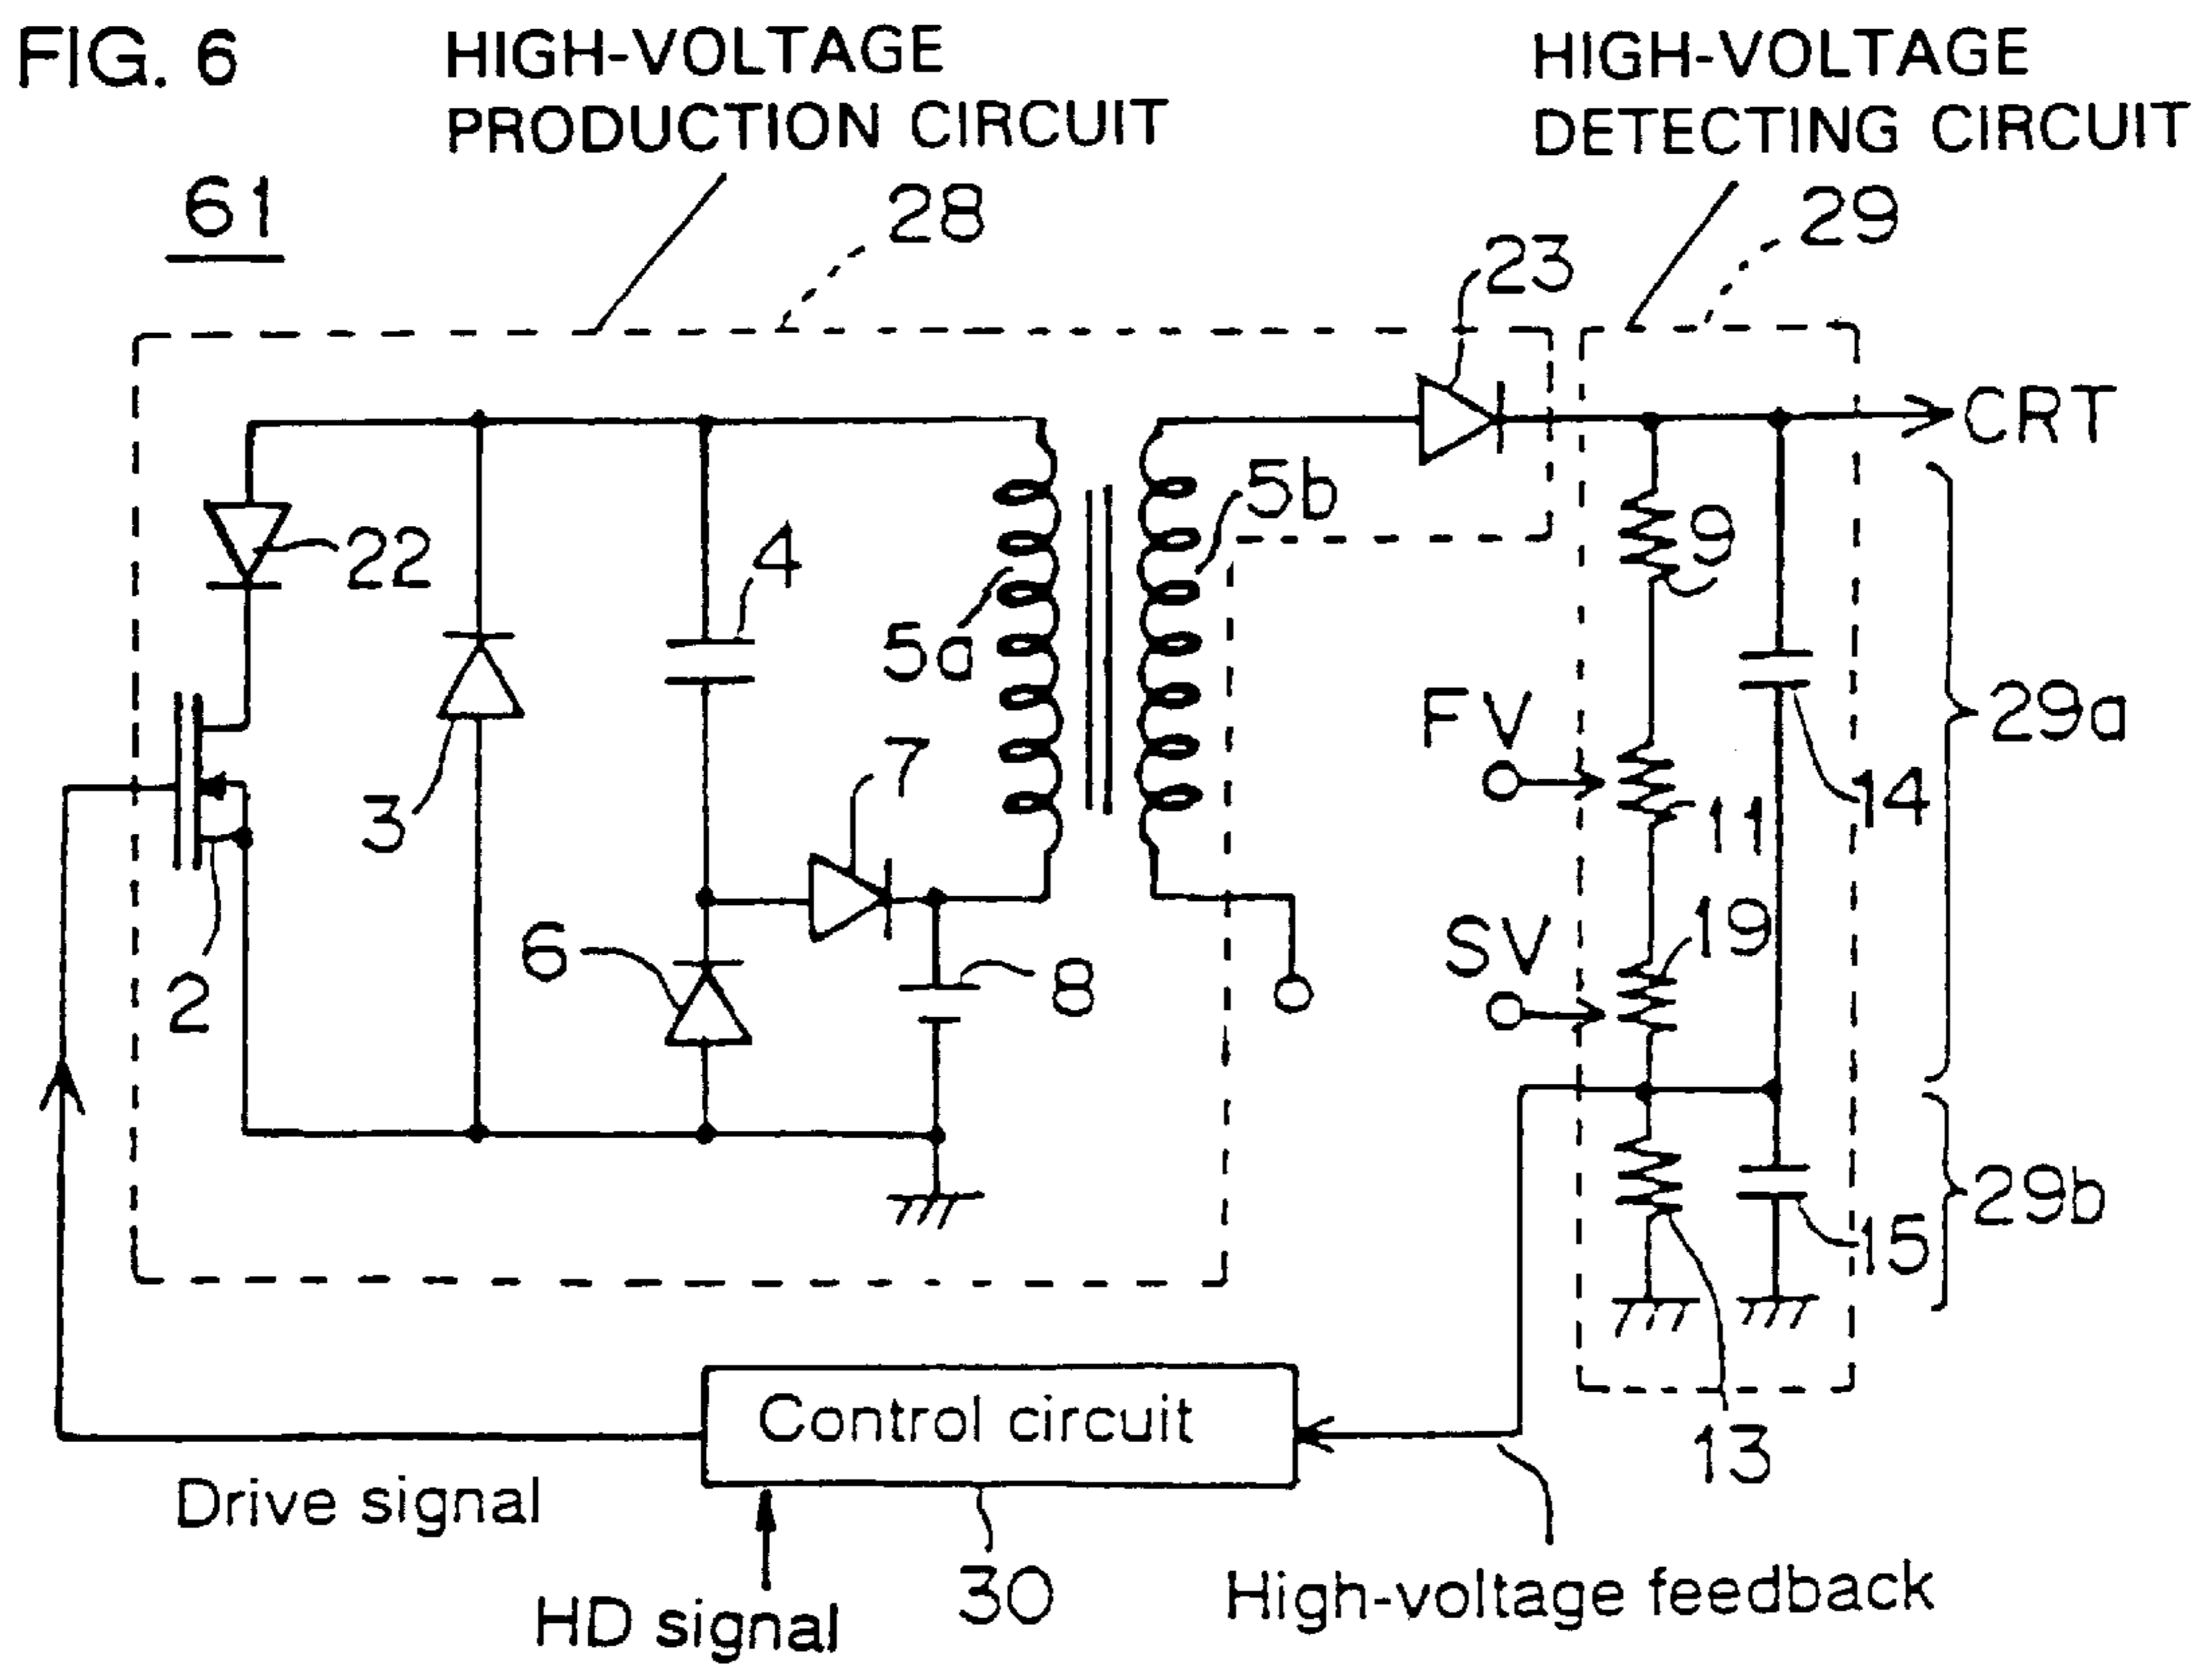 FIG. 6
HIGH-VOLTAGE
PRODUCTION CIRCUIT
HIGH-VOLTAGE
DETECTING CIRCUIT
61
28
29
23
CRT
5b
9
22
4
5a
FV
29a
7
14
3
11
19
SV
6
8
2
29b
15
Control circuit
13
Drive signal
30
HD signal
High-voltage feedback